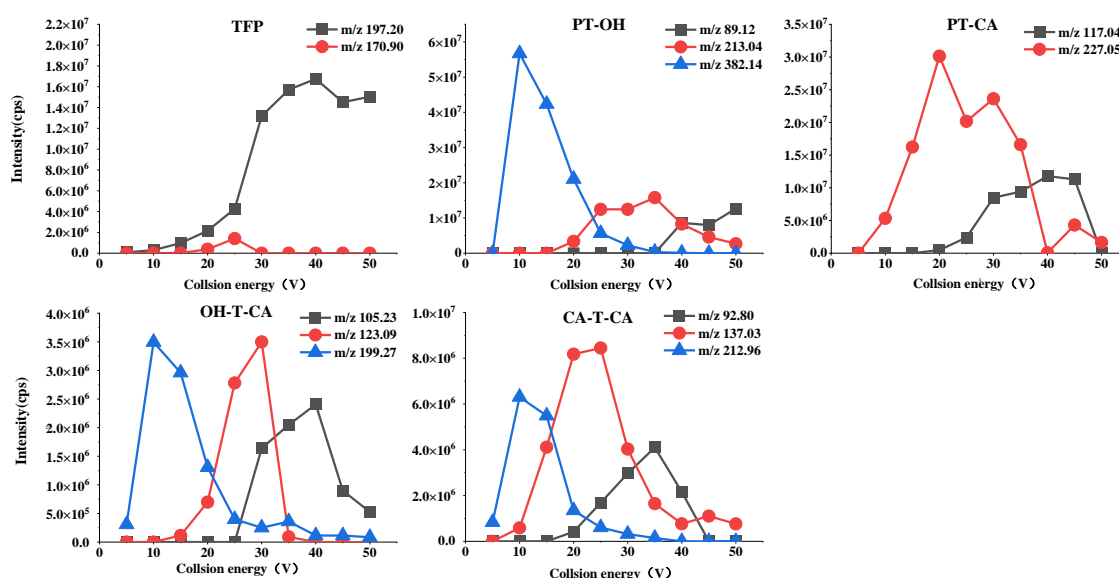 TFP
m/z 197.20
m/z 170.90
Intensity(cps)
2.2×10⁷
2.0×10⁷
1.8×10⁷
1.6×10⁷
1.4×10⁷
1.2×10⁷
1.0×10⁷
8.0×10⁶
6.0×10⁶
4.0×10⁶
2.0×10⁶
0.0
0 10 20 30 40 50
Collsion energy（V）
PT-OH
m/z 89.12
m/z 213.04
m/z 382.14
6×10⁷
5×10⁷
4×10⁷
3×10⁷
2×10⁷
1×10⁷
0
0 10 20 30 40 50
Collsion energy（V）
PT-CA
m/z 117.04
m/z 227.05
3.5×10⁷
3.0×10⁷
2.5×10⁷
2.0×10⁷
1.5×10⁷
1.0×10⁷
5.0×10⁶
0.0
0 10 20 30 40 50
Collsion energy（V）
OH-T-CA
m/z 105.23
m/z 123.09
m/z 199.27
Intensity(cps)
4.0×10⁶
3.5×10⁶
3.0×10⁶
2.5×10⁶
2.0×10⁶
1.5×10⁶
1.0×10⁶
5.0×10⁵
0.0
0 10 20 30 40 50
Collsion energy（V）
CA-T-CA
m/z 92.80
m/z 137.03
m/z 212.96
1.0×10⁷
8.0×10⁶
6.0×10⁶
4.0×10⁶
2.0×10⁶
0.0
0 10 20 30 40 50
Collsion energy（V）